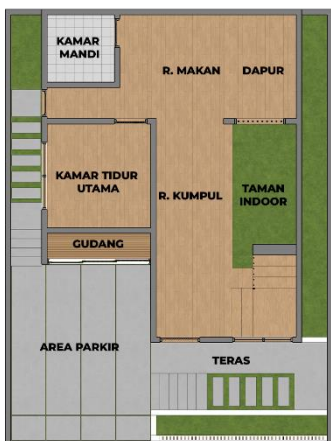 KAMAR
MANDI
R. MAKAN
DAPUR
KAMAR TIDUR
UTAMA
R. KUMPUL
TAMAN
INDOOR
GUDANG
AREA PARKIR
TERAS